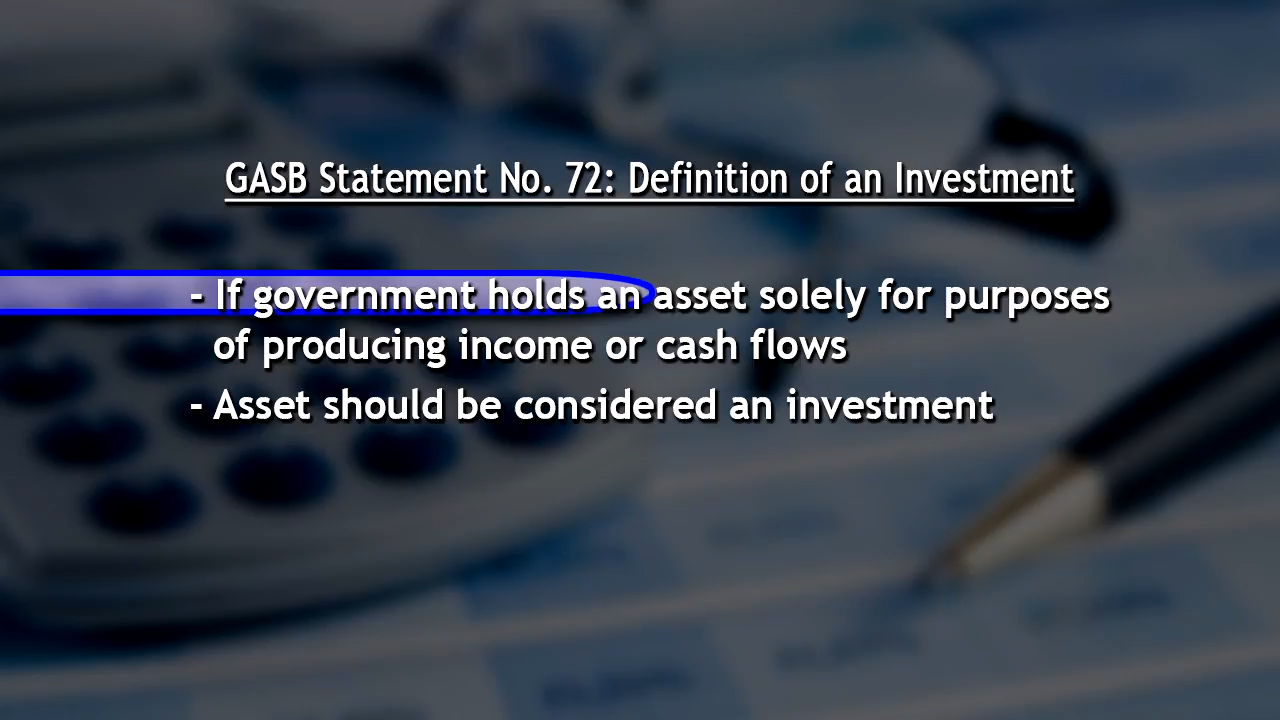 GASB Statement No. 72: Definition of an Investment
- If government holds an asset solely for purposes
of producing income or cash flows
- Asset should be considered an investment